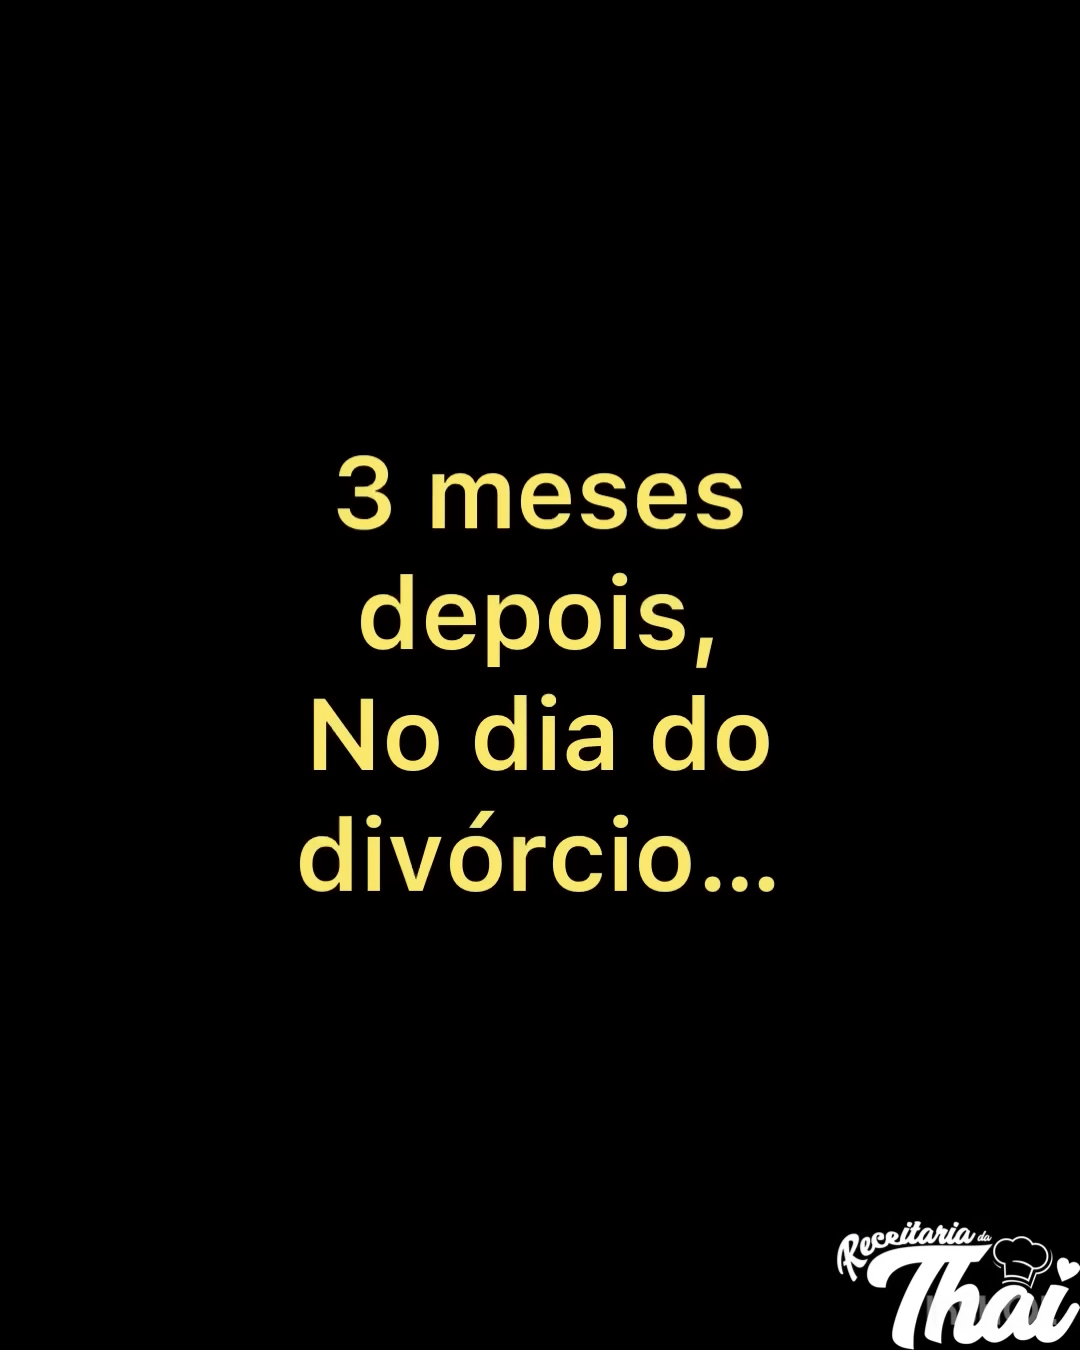 3 meses
depois,
No dia do
divórcio...
Receitaria da
Thai